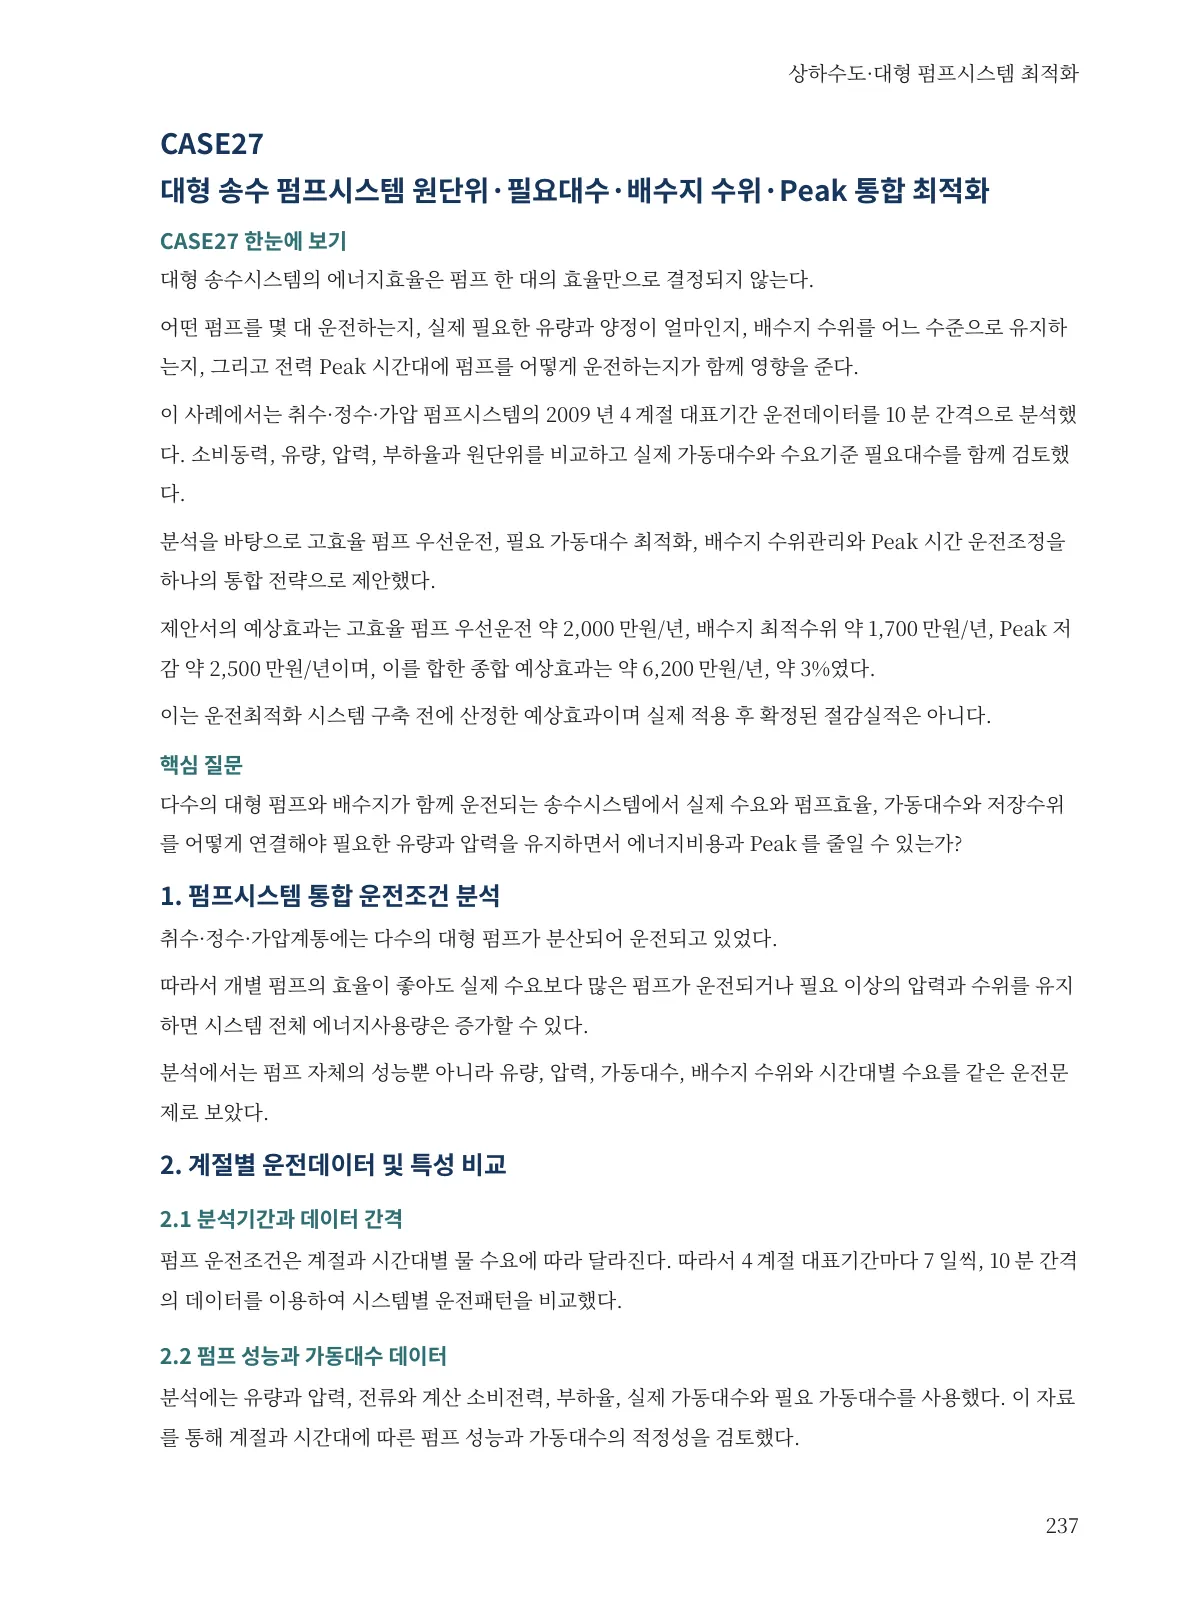 상하수도·대형 펌프시스템 최적화
CASE27
대형 송수 펌프시스템 원단위·필요대수·배수지 수위·Peak 통합 최적화
CASE27 한눈에 보기
대형 송수시스템의 에너지효율은 펌프 한 대의 효율만으로 결정되지 않는다.
어떤 펌프를 몇 대 운전하는지, 실제 필요한 유량과 양정이 얼마인지, 배수지 수위를 어느 수준으로 유지하
는지, 그리고 전력 Peak 시간대에 펌프를 어떻게 운전하는지가 함께 영향을 준다.
이 사례에서는 취수·정수·가압 펌프시스템의 2009 년 4 계절 대표기간 운전데이터를 10 분 간격으로 분석했
다. 소비동력, 유량, 압력, 부하율과 원단위를 비교하고 실제 가동대수와 수요기준 필요대수를 함께 검토했
다.
분석을 바탕으로 고효율 펌프 우선운전, 필요 가동대수 최적화, 배수지 수위관리와 Peak 시간 운전조정을
하나의 통합 전략으로 제안했다.
제안서의 예상효과는 고효율 펌프 우선운전 약 2,000 만원/년, 배수지 최적수위 약 1,700 만원/년, Peak 저
감 약 2,500 만원/년이며, 이를 합한 종합 예상효과는 약 6,200 만원/년, 약 3%였다.
이는 운전최적화 시스템 구축 전에 산정한 예상효과이며 실제 적용 후 확정된 절감실적은 아니다.
핵심 질문
다수의 대형 펌프와 배수지가 함께 운전되는 송수시스템에서 실제 수요와 펌프효율, 가동대수와 저장수위
를 어떻게 연결해야 필요한 유량과 압력을 유지하면서 에너지비용과 Peak 를 줄일 수 있는가?
1. 펌프시스템 통합 운전조건 분석
취수·정수·가압계통에는 다수의 대형 펌프가 분산되어 운전되고 있었다.
따라서 개별 펌프의 효율이 좋아도 실제 수요보다 많은 펌프가 운전되거나 필요 이상의 압력과 수위를 유지
하면 시스템 전체 에너지사용량은 증가할 수 있다.
분석에서는 펌프 자체의 성능뿐 아니라 유량, 압력, 가동대수, 배수지 수위와 시간대별 수요를 같은 운전문
제로 보았다.
2. 계절별 운전데이터 및 특성 비교
2.1 분석기간과 데이터 간격
펌프 운전조건은 계절과 시간대별 물 수요에 따라 달라진다. 따라서 4 계절 대표기간마다 7 일씩, 10 분 간격
의 데이터를 이용하여 시스템별 운전패턴을 비교했다.
2.2 펌프 성능과 가동대수 데이터
분석에는 유량과 압력, 전류와 계산 소비전력, 부하율, 실제 가동대수와 필요 가동대수를 사용했다. 이 자료
를 통해 계절과 시간대에 따른 펌프 성능과 가동대수의 적정성을 검토했다.
237